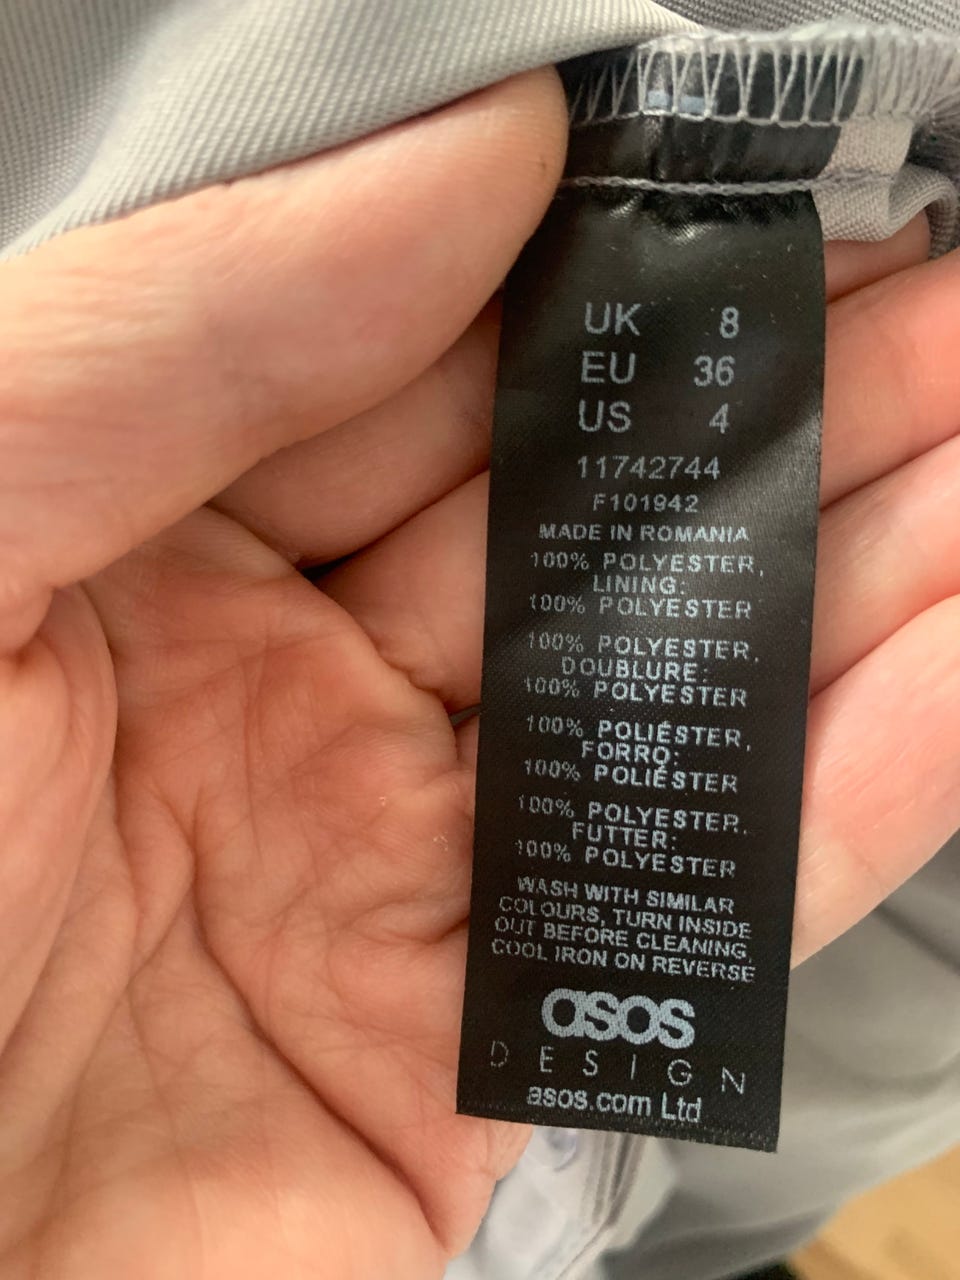 UK 8
EU 36
US 4
11742744
F101942
MADE IN ROMANIA
100% POLYESTER,
LINING:
100% POLYESTER
100% POLYESTER,
DOUBLURE:
100% POLYESTER
100% POLIÉSTER,
FORRO:
100% POLIÉSTER
100% POLYESTER,
FUTTER:
100% POLYESTER
WASH WITH SIMILAR
COLOURS, TURN INSIDE
OUT BEFORE CLEANING,
COOL IRON ON REVERSE
asos
DESIGN
asos.com Ltd